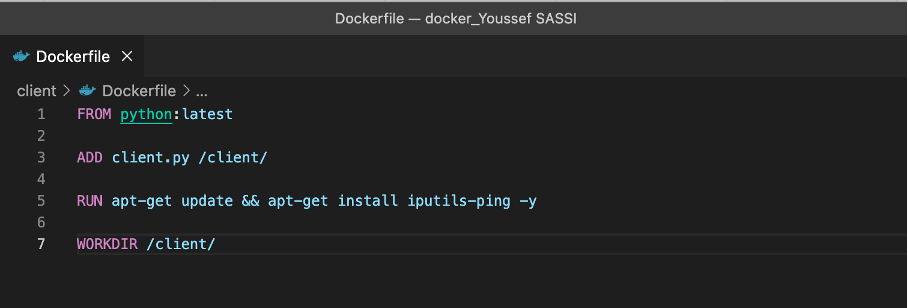 Dockerfile — docker_Youssef SASSI
Dockerfile ×
client > Dockerfile > ...
1 FROM python:latest
2
3 ADD client.py /client/
4
5 RUN apt-get update && apt-get install iputils-ping -y
6
7 WORKDIR /client/